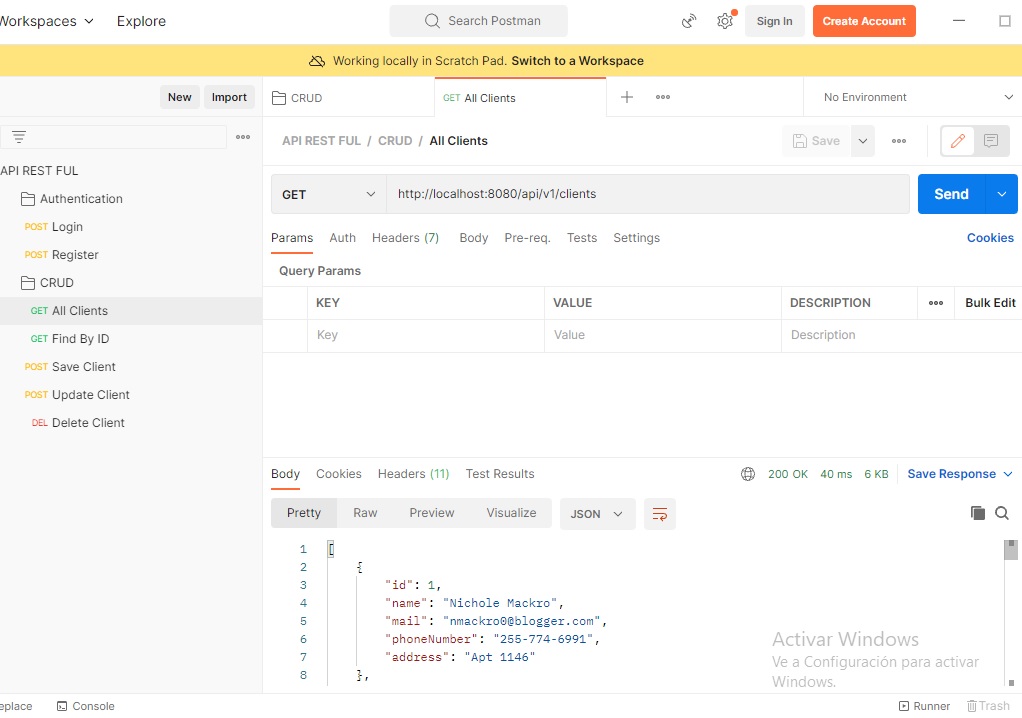 Workspaces Explore Search Postman Sign In Create Account
Working locally in Scratch Pad. Switch to a Workspace
New Import
CRUD
GET All Clients
No Environment
API REST FUL / CRUD / All Clients
Save
API REST FUL
Authentication
POST Login
POST Register
CRUD
GET All Clients
GET Find By ID
POST Save Client
POST Update Client
DEL Delete Client
GET http://localhost:8080/api/v1/clients Send
Params Auth Headers (7) Body Pre-req. Tests Settings Cookies
Query Params
KEY VALUE DESCRIPTION Bulk Edit
Key Value Description
Body Cookies Headers (11) Test Results 200 OK 40 ms 6 KB Save Response
Pretty Raw Preview Visualize JSON
1 [
2 {
3 "id": 1,
4 "name": "Nichole Mackro",
5 "mail": "nmackro0@blogger.com",
6 "phoneNumber": "255-774-6991",
7 "address": "Apt 1146"
8 },
Activar Windows
Ve a Configuración para activar
Windows.
eplace Console Runner Trash